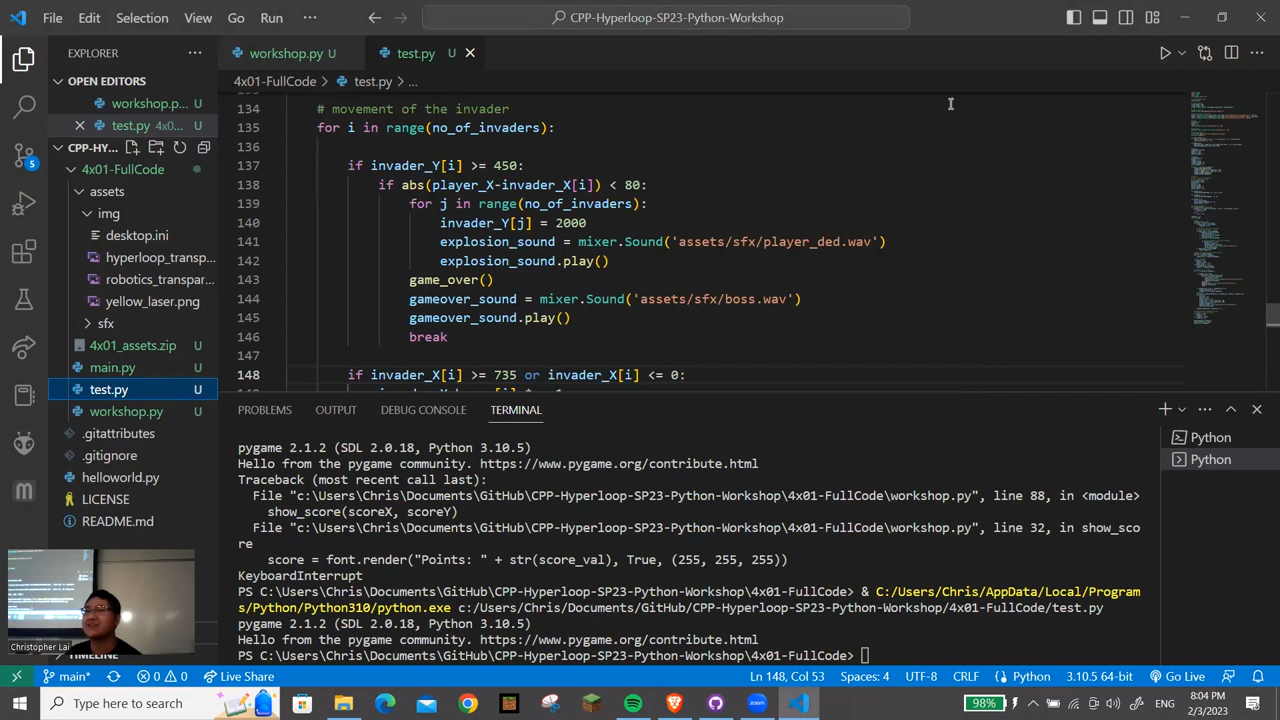 File Edit Selection View Go Run ··· CPP-Hyperloop-SP23-Python-Workshop
EXPLORER ···
OPEN EDITORS
workshop.p... U
test.py 4x0... U
CPP-HY...
4x01-FullCode
assets
img
desktop.ini
hyperloop_transp...
robotics_transpar...
yellow_laser.png
sfx
4x01_assets.zip U
main.py U
test.py U
workshop.py U
.gitattributes
.gitignore
helloworld.py
LICENSE
README.md
TIMELINE
Christopher Lai
workshop.py U test.py U
4x01-FullCode > test.py > ...
134 # movement of the invader
135 for i in range(no_of_invaders):
136
137 if invader_Y[i] >= 450:
138 if abs(player_X-invader_X[i]) < 80:
139 for j in range(no_of_invaders):
140 invader_Y[j] = 2000
141 explosion_sound = mixer.Sound('assets/sfx/player_ded.wav')
142 explosion_sound.play()
143 game_over()
144 gameover_sound = mixer.Sound('assets/sfx/boss.wav')
145 gameover_sound.play()
146 break
147
148 if invader_X[i] >= 735 or invader_X[i] <= 0:
PROBLEMS OUTPUT DEBUG CONSOLE TERMINAL
Python
Python
pygame 2.1.2 (SDL 2.0.18, Python 3.10.5)
Hello from the pygame community. https://www.pygame.org/contribute.html
Traceback (most recent call last):
File "c:\Users\Chris\Documents\GitHub\CPP-Hyperloop-SP23-Python-Workshop\4x01-FullCode\workshop.py", line 88, in <module>
show_score(scoreX, scoreY)
File "c:\Users\Chris\Documents\GitHub\CPP-Hyperloop-SP23-Python-Workshop\4x01-FullCode\workshop.py", line 32, in show_sco
re
score = font.render("Points: " + str(score_val), True, (255, 255, 255))
KeyboardInterrupt
PS C:\Users\Chris\Documents\GitHub\CPP-Hyperloop-SP23-Python-Workshop\4x01-FullCode> & C:/Users/Chris/AppData/Local/Program
s/Python/Python310/python.exe c:/Users/Chris/Documents/GitHub/CPP-Hyperloop-SP23-Python-Workshop/4x01-FullCode/test.py
pygame 2.1.2 (SDL 2.0.18, Python 3.10.5)
Hello from the pygame community. https://www.pygame.org/contribute.html
PS C:\Users\Chris\Documents\GitHub\CPP-Hyperloop-SP23-Python-Workshop\4x01-FullCode>
main* 0 0 Live Share Ln 148, Col 53 Spaces: 4 UTF-8 CRLF Python 3.10.5 64-bit Go Live
Type here to search 98% ENG 8:04 PM
2/3/2023